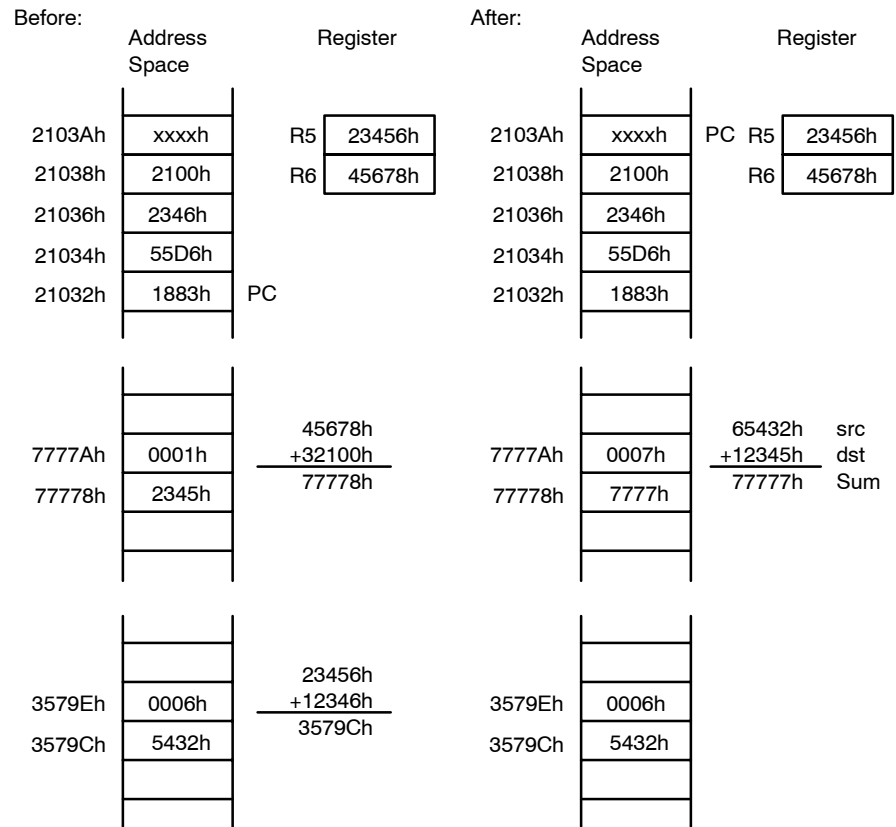 Before:
Address Space
Register
2103Ah xxxxh R5 23456h
21038h 2100h R6 45678h
21036h 2346h
21034h 55D6h
21032h 1883h PC
45678h
7777Ah 0001h +32100h
77778h 2345h 77778h
23456h
3579Eh 0006h +12346h
3579Ch 5432h 3579Ch
After:
Address Space
Register
2103Ah xxxxh PC R5 23456h
21038h 2100h R6 45678h
21036h 2346h
21034h 55D6h
21032h 1883h
65432h src
7777Ah 0007h +12345h dst
77778h 7777h 77777h Sum
3579Eh 0006h
3579Ch 5432h